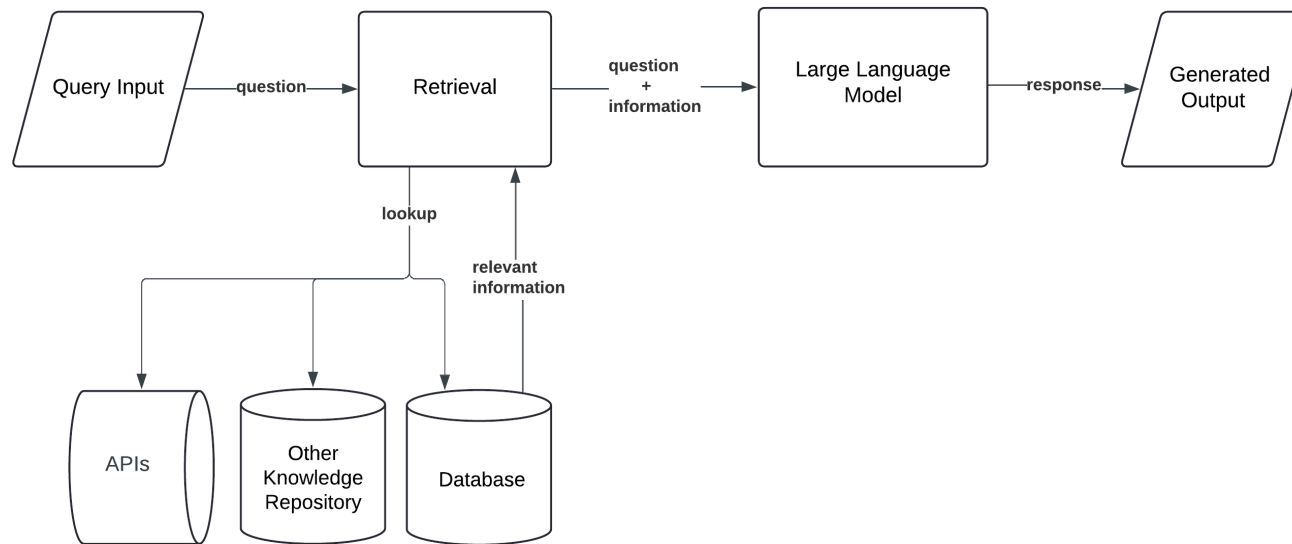 Query Input
question
Retrieval
question
+
information
Large Language
Model
response
Generated
Output
lookup
relevant
information
APIs
Other
Knowledge
Repository
Database